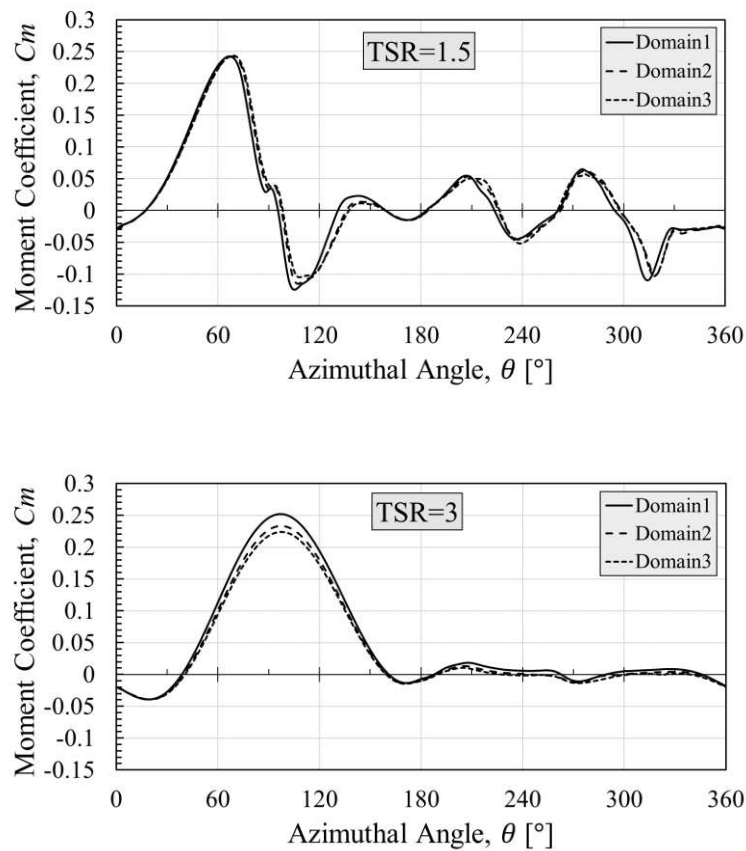 0.3
0.25
0.2
0.15
0.1
0.05
0
-0.05
-0.1
-0.15
Moment Coefficient, Cm
TSR=1.5
Domain1
Domain2
Domain3
0 60 120 180 240 300 360
Azimuthal Angle, θ [°]
0.3
0.25
0.2
0.15
0.1
0.05
0
-0.05
-0.1
-0.15
Moment Coefficient, Cm
TSR=3
Domain1
Domain2
Domain3
0 60 120 180 240 300 360
Azimuthal Angle, θ [°]